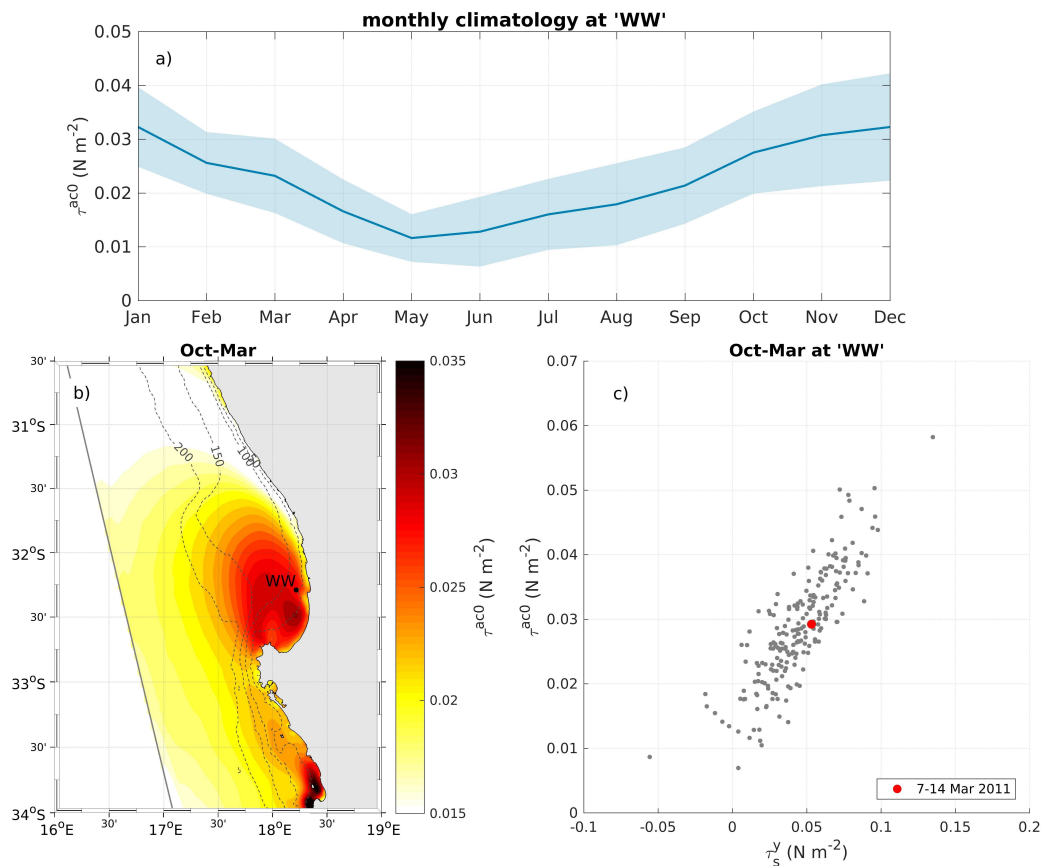 monthly climatology at 'WW'
a)
0.05
0.04
0.03
0.02
0.01
0
τ^ac0 (N m^-2)
Jan Feb Mar Apr May Jun Jul Aug Sep Oct Nov Dec
Oct-Mar
b)
30'
31°S
30'
32°S
30'
33°S
30'
34°S
16°E 30' 17°E 30' 18°E 30' 19°E
200
150
100
50
WW
0.035
0.03
0.025
0.02
0.015
τ^ac0 (N m^-2)
Oct-Mar at 'WW'
c)
0.07
0.06
0.05
0.04
0.03
0.02
0.01
0
τ^ac0 (N m^-2)
7-14 Mar 2011
-0.1 -0.05 0 0.05 0.1 0.15 0.2
τ_s^y (N m^-2)